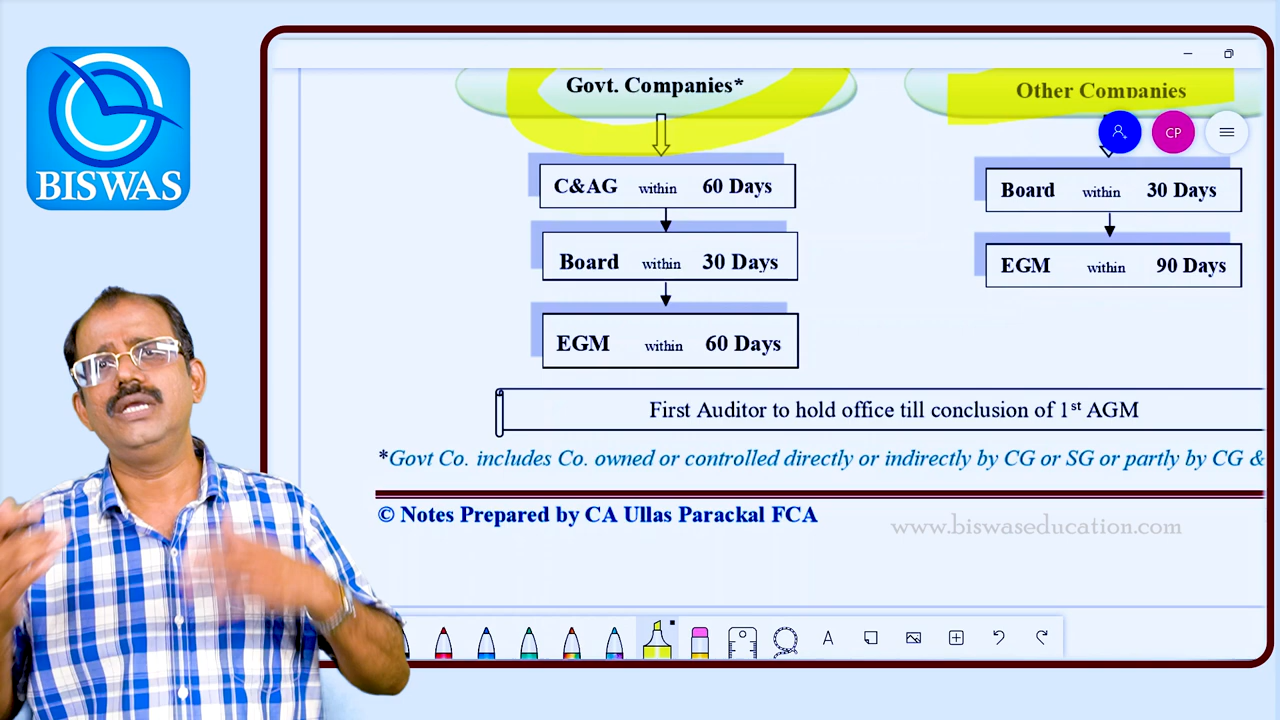 BISWAS
Govt. Companies*
Other Companies
CP
C&AG within 60 Days
Board within 30 Days
Board within 30 Days
EGM within 90 Days
EGM within 60 Days
First Auditor to hold office till conclusion of 1st AGM
*Govt Co. includes Co. owned or controlled directly or indirectly by CG or SG or partly by CG &
© Notes Prepared by CA Ullas Parackal FCA
www.biswaseducation.com
A